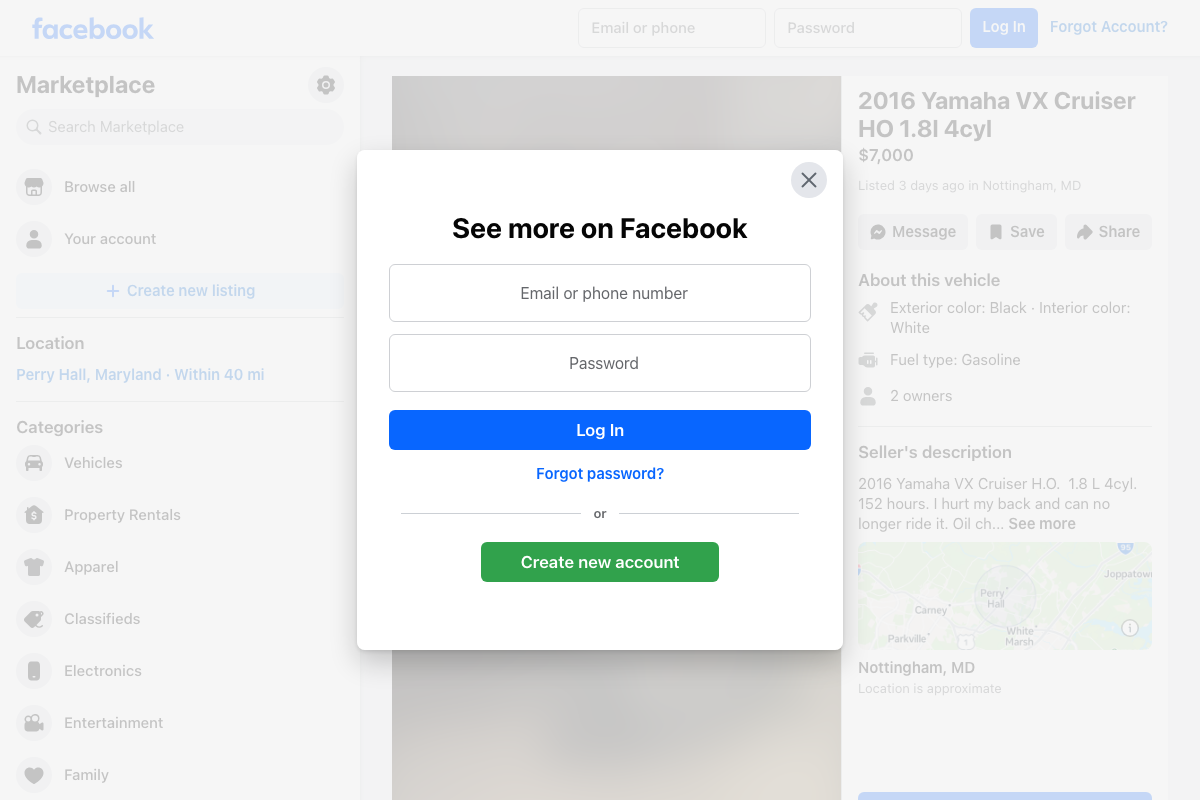 facebook
Email or phone
Password
Log In
Forgot Account?
Marketplace
Search Marketplace
Browse all
Your account
Create new listing
Location
Perry Hall, Maryland · Within 40 mi
Categories
Vehicles
Property Rentals
Apparel
Classifieds
Electronics
Entertainment
Family
See more on Facebook
Email or phone number
Password
Log In
Forgot password?
or
Create new account
2016 Yamaha VX Cruiser
HO 1.8l 4cyl
$7,000
Listed 3 days ago in Nottingham, MD
Message
Save
Share
About this vehicle
Exterior color: Black · Interior color:
White
Fuel type: Gasoline
2 owners
Seller's description
2016 Yamaha VX Cruiser H.O.  1.8 L 4cyl.
152 hours. I hurt my back and can no
longer ride it. Oil ch... See more
95
Joppatown
Perry
Hall
Carney
Parkville
1
White
Marsh
Nottingham, MD
Location is approximate